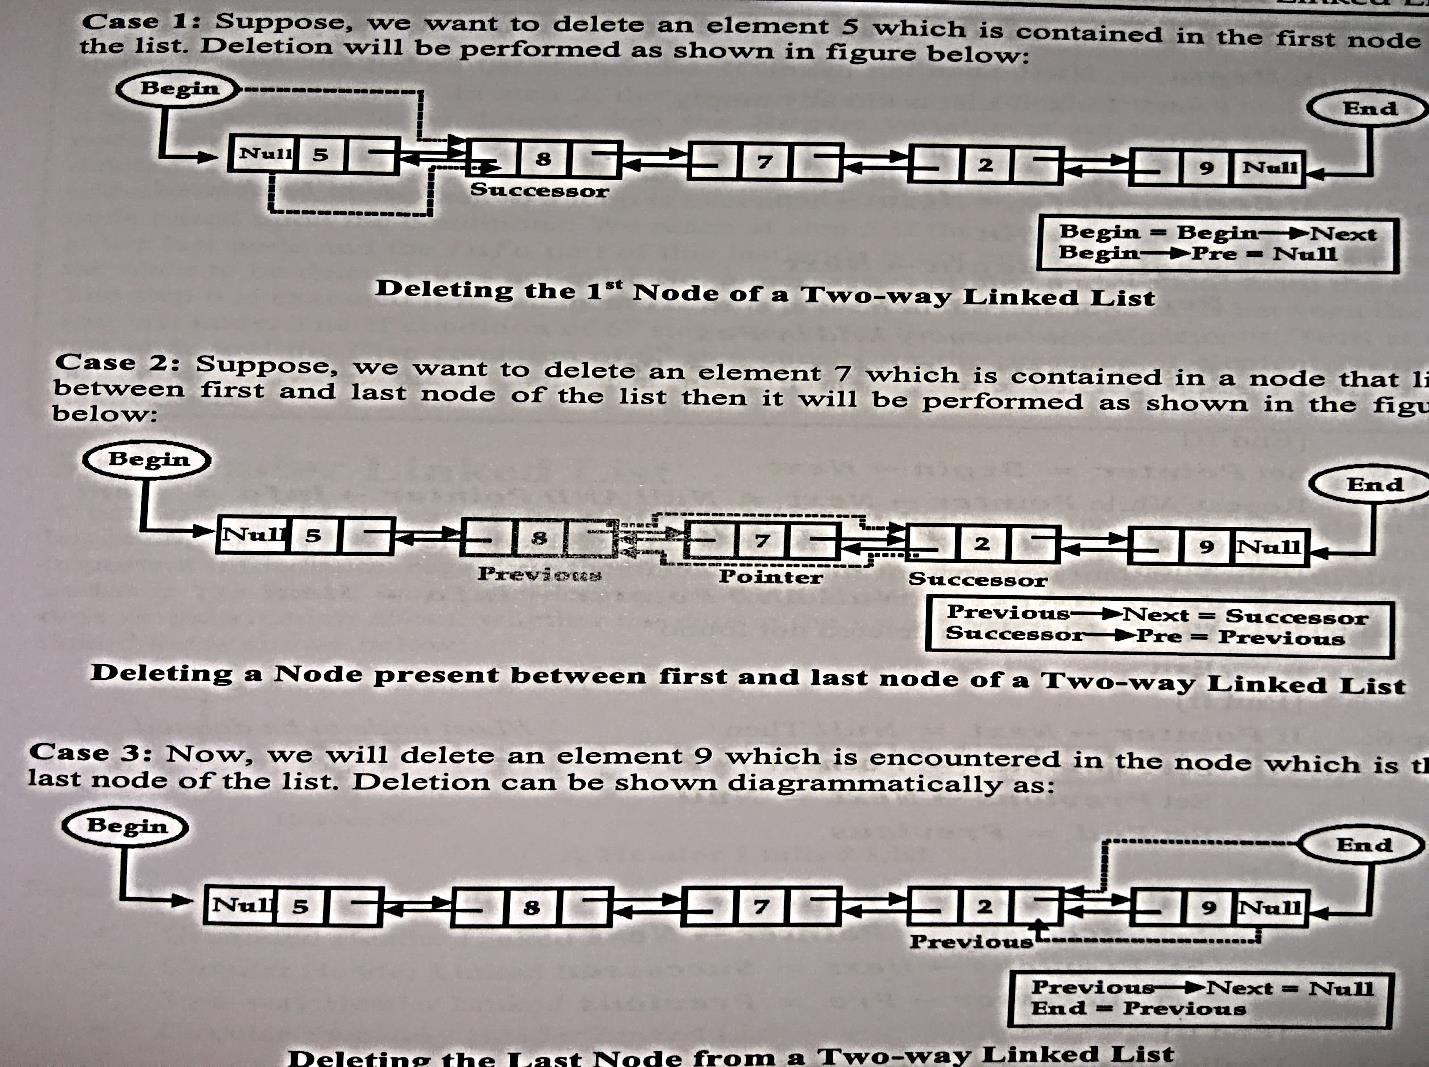 Case 1: Suppose, we want to delete an element 5 which is contained in the first node
the list. Deletion will be performed as shown in figure below:
Begin
End
Null 5
8
7
2
9 Null
Successor
Begin = Begin→Next
Begin→Pre = Null
Deleting the 1st Node of a Two-way Linked List
Case 2: Suppose, we want to delete an element 7 which is contained in a node that
between first and last node of the list then it will be performed as shown in the
below:
Begin
End
Null 5
8
7
2
9 Null
Previous
Pointer
Successor
Previous→Next = Successor
Successor→Pre = Previous
Deleting a Node present between first and last node of a Two-way Linked List
Case 3: Now, we will delete an element 9 which is encountered in the node which is
last node of the list. Deletion can be shown diagrammatically as:
Begin
End
Null 5
8
7
2
9 Null
Previous
Previous→Next = Null
End = Previous
Deleting the Last Node from a Two-way Linked List